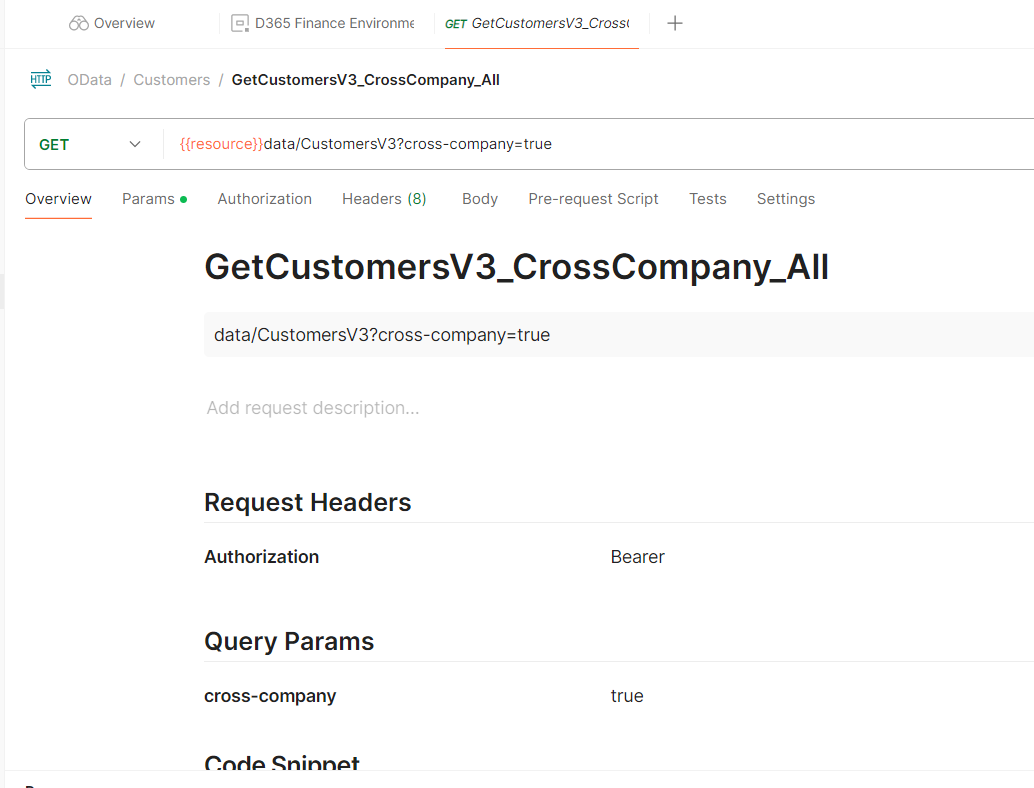 Overview
D365 Finance Environme
GET GetCustomersV3_Cross
HTTP OData / Customers / GetCustomersV3_CrossCompany_All
GET {{resource}}data/CustomersV3?cross-company=true
Overview Params Authorization Headers (8) Body Pre-request Script Tests Settings
GetCustomersV3_CrossCompany_All
data/CustomersV3?cross-company=true
Add request description...
Request Headers
Authorization Bearer
Query Params
cross-company true
Code Snippet